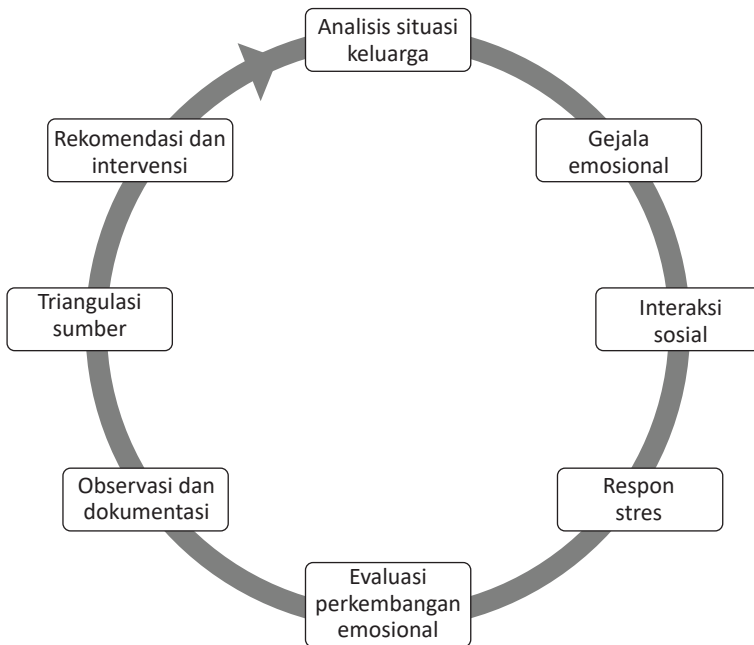 Analisis situasi
keluarga
Gejala
emosional
Interaksi
sosial
Respon
stres
Evaluasi
perkembangan
emosional
Observasi dan
dokumentasi
Triangulasi
sumber
Rekomendasi dan
intervensi